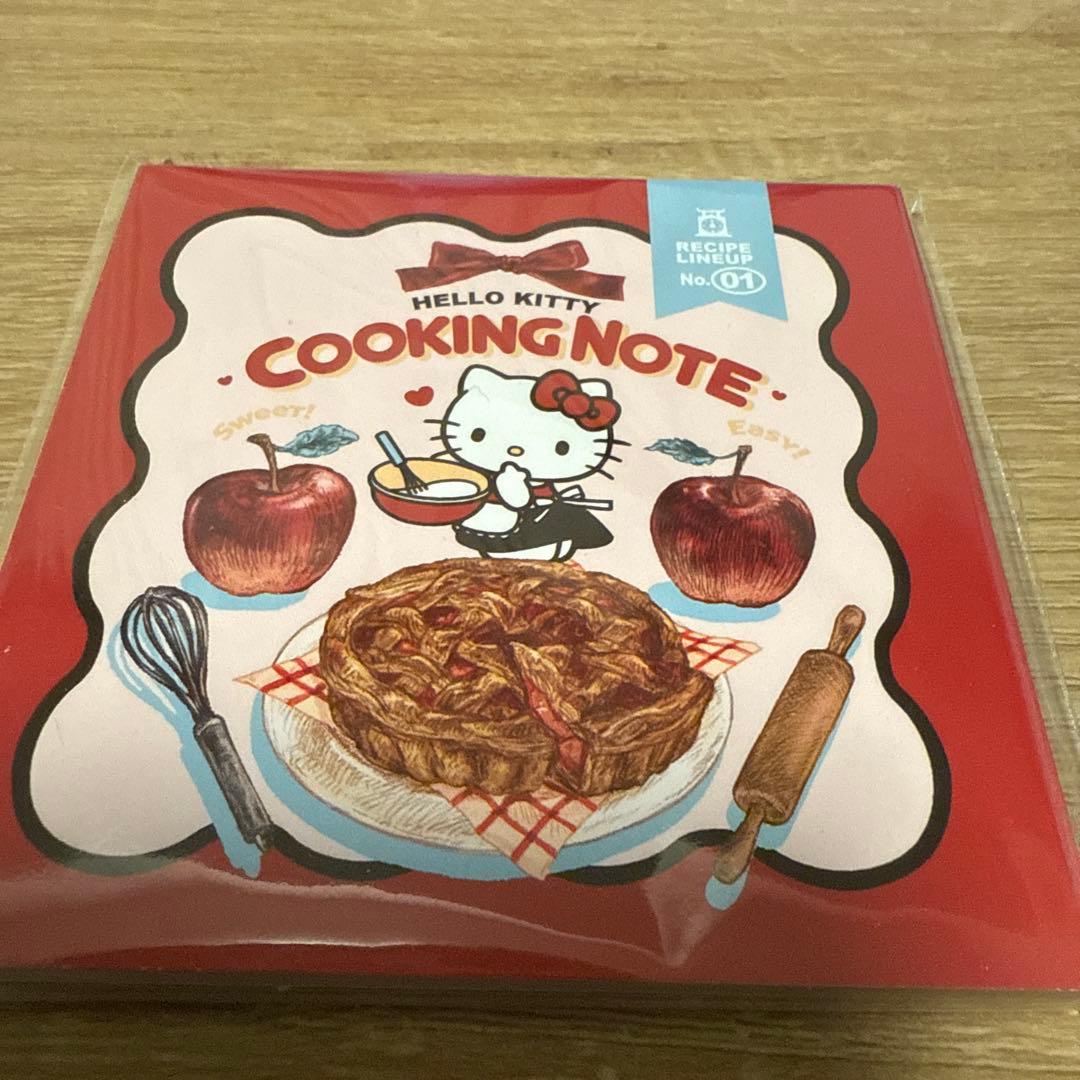 RECIPE
LINEUP
No. 01
HELLO KITTY
COOKING NOTE
Sweet!
Easy!